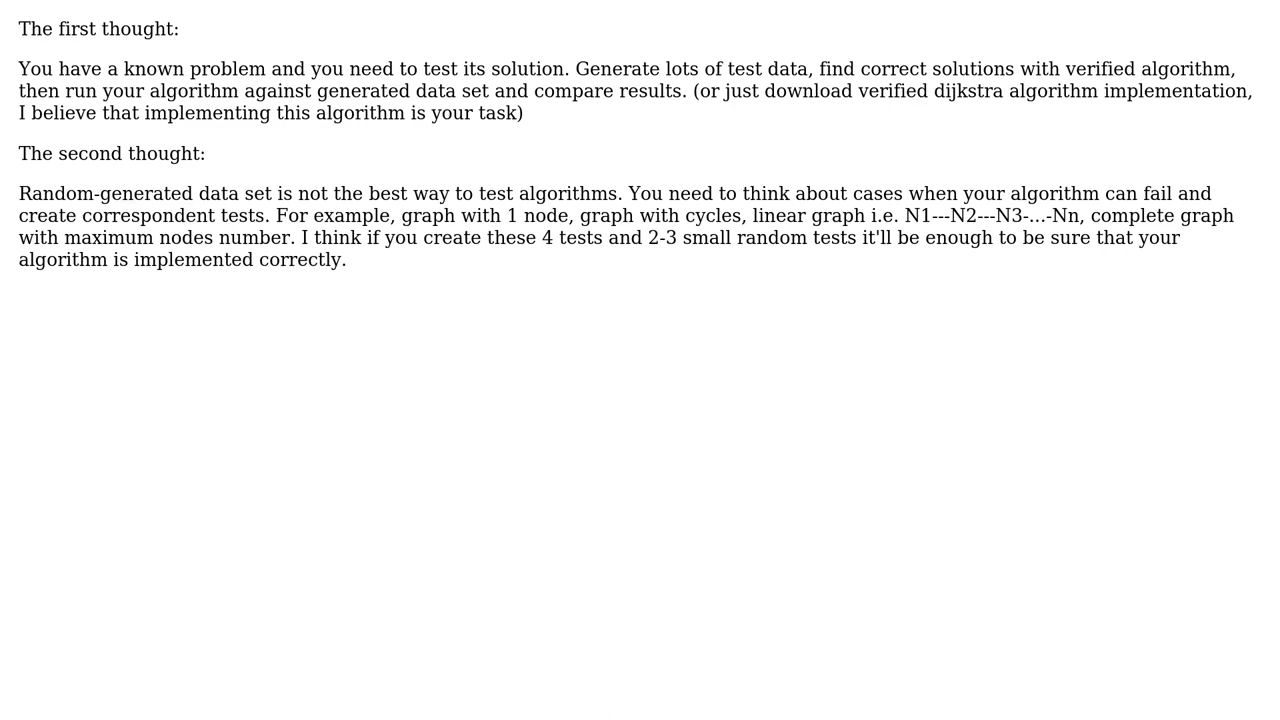 The first thought:
You have a known problem and you need to test its solution. Generate lots of test data, find correct solutions with verified algorithm,
then run your algorithm against generated data set and compare results. (or just download verified dijkstra algorithm implementation,
I believe that implementing this algorithm is your task)
The second thought:
Random-generated data set is not the best way to test algorithms. You need to think about cases when your algorithm can fail and
create correspondent tests. For example, graph with 1 node, graph with cycles, linear graph i.e. N1---N2---N3-...-Nn, complete graph
with maximum nodes number. I think if you create these 4 tests and 2-3 small random tests it'll be enough to be sure that your
algorithm is implemented correctly.